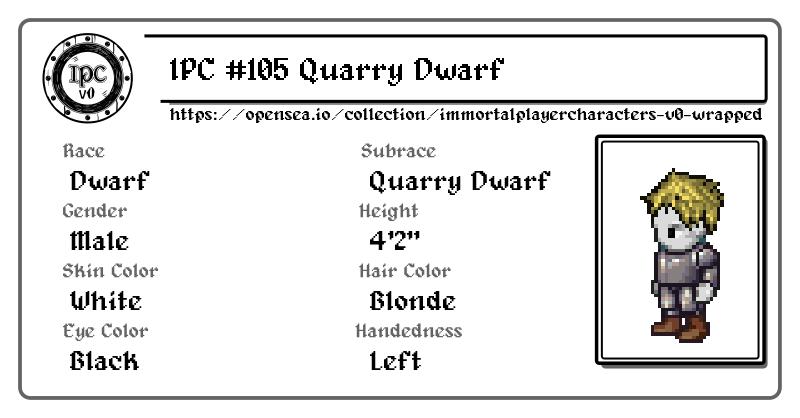 IPC
v0
IPC #105 Quarry Dwarf
https://opensea.io/collection/immortalplayercharacters-v0-wrapped
Race
Dwarf
Subrace
Quarry Dwarf
Gender
Male
Height
4'2"
Skin Color
White
Hair Color
Blonde
Eye Color
Black
Handedness
Left